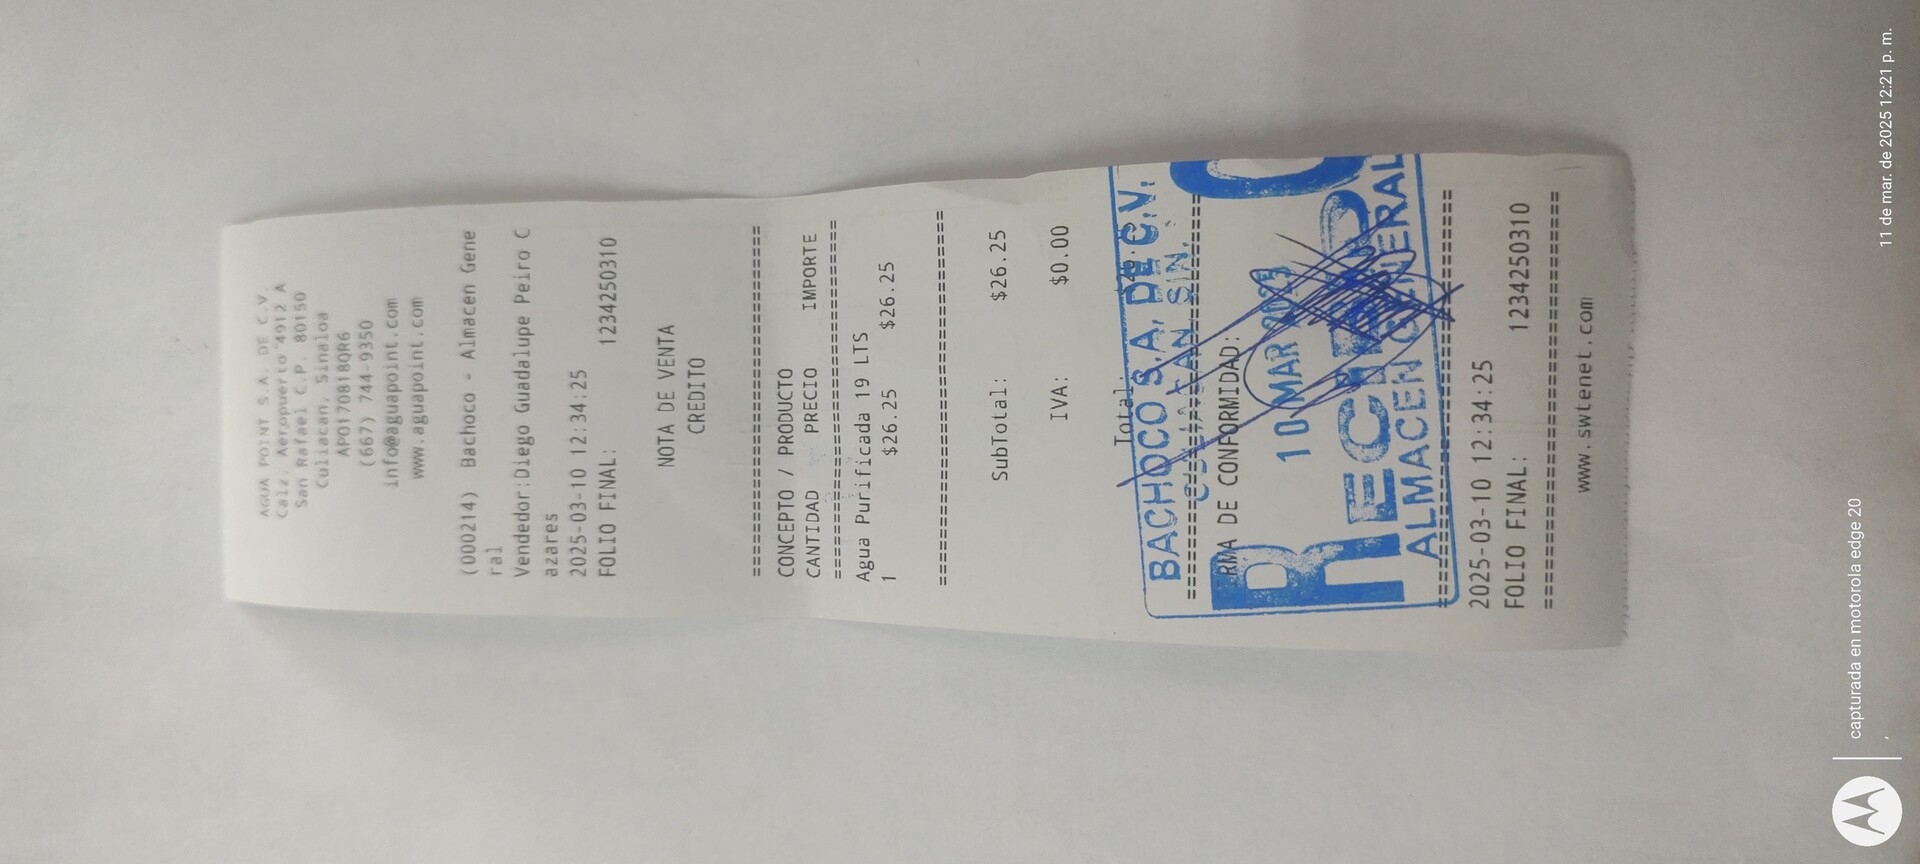 AGUA POINT S.A. DE C.V.
Calz. Aeropuerto 4912 A
San Rafael C.P. 80150
Culiacan, Sinaloa
APO170818QR6
(667) 744-9350
info@aguapoint.com
www.aguapoint.com
(000214) Bachoco - Almacen Gene
ral
Vendedor:Diego Guadalupe Peiro C
azares
2025-03-10 12:34:25
FOLIO FINAL: 1234250310
NOTA DE VENTA
CREDITO
==============================
CONCEPTO / PRODUCTO
CANTIDAD PRECIO IMPORTE
==============================
Agua Purificada 19 LTS
1 $26.25 $26.25
==============================
SubTotal: $26.25
IVA: $0.00
Total:
BACHOCO S.A. DE C.V.
CULIACAN, SIN.
==============================
RMA DE CONFORMIDAD:
10 MAR 2025
RECIBIDO
ALMACEN GENERAL
==============================
2025-03-10 12:34:25
FOLIO FINAL: 1234250310
==============================
www.swtenet.com
capturada en motorola edge 20
11 de mar. de 2025 12:21 p. m.